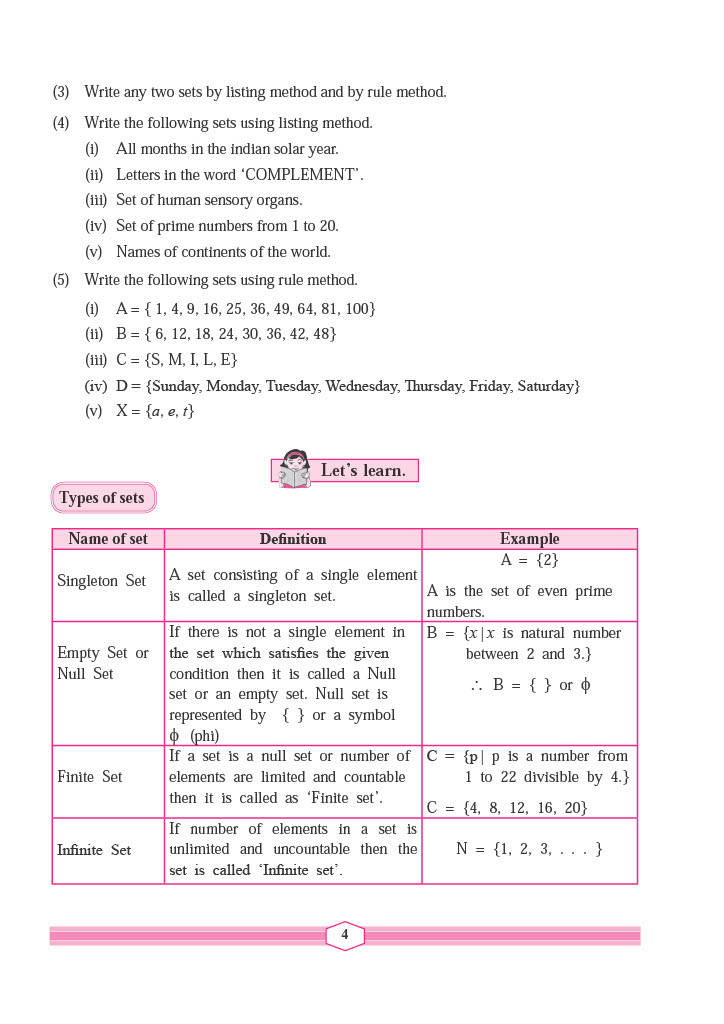 (3) Write any two sets by listing method and by rule method.
(4) Write the following sets using listing method.
(i) All months in the indian solar year.
(ii) Letters in the word ‘COMPLEMENT’.
(iii) Set of human sensory organs.
(iv) Set of prime numbers from 1 to 20.
(v) Names of continents of the world.
(5) Write the following sets using rule method.
(i) A = { 1, 4, 9, 16, 25, 36, 49, 64, 81, 100}
(ii) B = { 6, 12, 18, 24, 30, 36, 42, 48}
(iii) C = {S, M, I, L, E}
(iv) D = {Sunday, Monday, Tuesday, Wednesday, Thursday, Friday, Saturday}
(v) X = {a, e, t}
Let’s learn.
Types of sets
Name of set Definition Example
Singleton Set
A set consisting of a single element
is called a singleton set.
A = {2}
A is the set of even prime
numbers.
Empty Set or
Null Set
If there is not a single element in
the set which satisfies the given
condition then it is called a Null
set or an empty set. Null set is
represented by { } or a symbol
ϕ (phi)
B = {x|x is natural number
between 2 and 3.}
∴ B = { } or ϕ
Finite Set
If a set is a null set or number of
elements are limited and countable
then it is called as ‘Finite set’.
C = {p| p is a number from
1 to 22 divisible by 4.}
C = {4, 8, 12, 16, 20}
Infinite Set
If number of elements in a set is
unlimited and uncountable then the
set is called ‘Infinite set’.
N = {1, 2, 3, . . . }
4